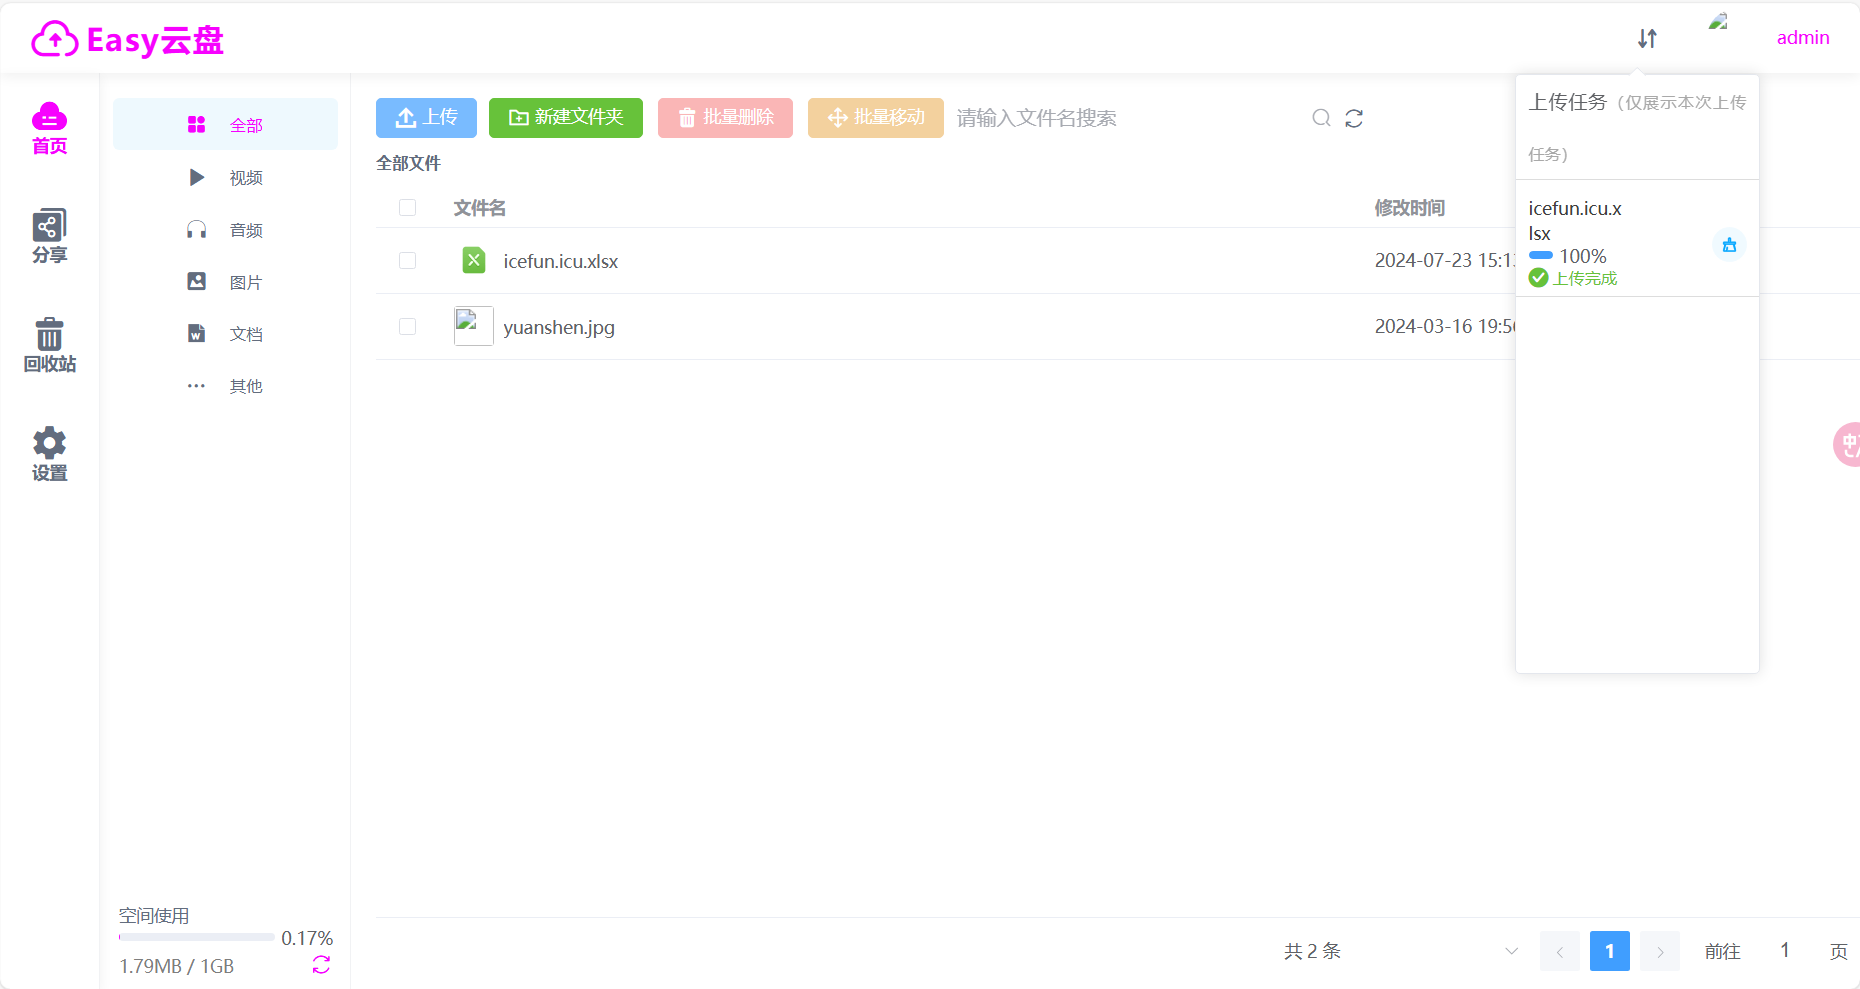 Easy云盘
admin
首页
分享
回收站
设置
全部
视频
音频
图片
文档
其他
空间使用
0.17%
1.79MB / 1GB
上传
新建文件夹
批量删除
批量移动
请输入文件名搜索
全部文件
文件名
修改时间
icefun.icu.xlsx
2024-07-23 15:1
yuanshen.jpg
2024-03-16 19:5
上传任务（仅展示本次上传
任务）
icefun.icu.x
lsx
100%
上传完成
共 2 条
1
前往
1
页